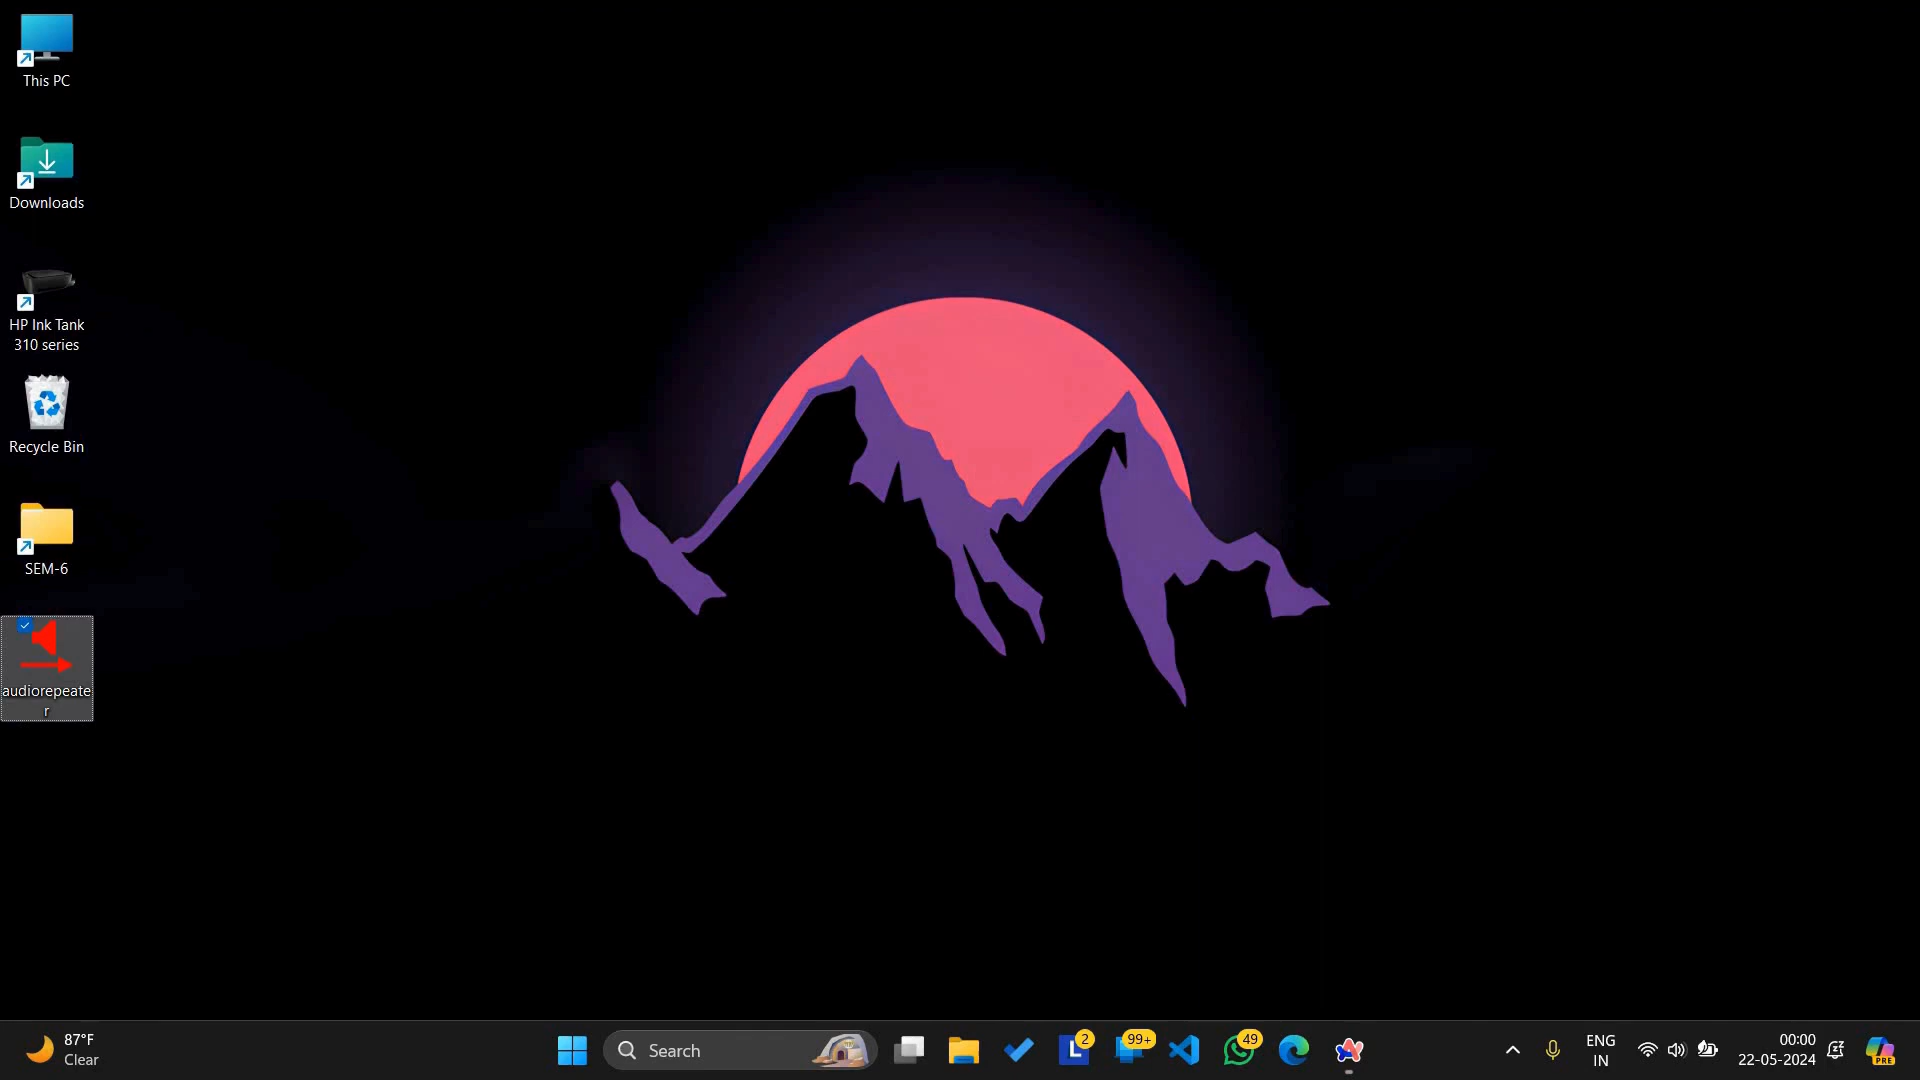 This PC
Downloads
HP Ink Tank
310 series
Recycle Bin
SEM-6
audiorepeate
r
87°F
Clear
Search
L
2
99+
49
ENG
IN
00:00
22-05-2024
PRE